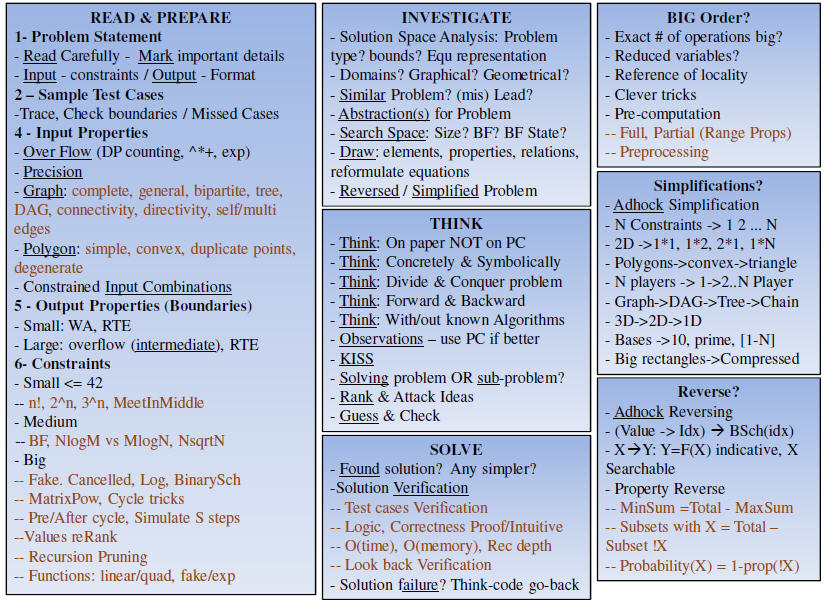 READ & PREPARE
1- Problem Statement
- Read Carefully - Mark important details
- Input - constraints / Output - Format
2 – Sample Test Cases
-Trace, Check boundaries / Missed Cases
4 - Input Properties
- Over Flow (DP counting, ^*+, exp)
- Precision
- Graph: complete, general, bipartite, tree,
DAG, connectivity, directivity, self/multi
edges
- Polygon: simple, convex, duplicate points,
degenerate
- Constrained Input Combinations
5 - Output Properties (Boundaries)
- Small: WA, RTE
- Large: overflow (intermediate), RTE
6- Constraints
- Small <= 42
-- n!, 2^n, 3^n, MeetInMiddle
- Medium
-- BF, NlogM vs MlogN, NsqrtN
- Big
-- Fake. Cancelled, Log, BinarySch
-- MatrixPow, Cycle tricks
-- Pre/After cycle, Simulate S steps
--Values reRank
-- Recursion Pruning
-- Functions: linear/quad, fake/exp
INVESTIGATE
- Solution Space Analysis: Problem
type? bounds? Equ representation
- Domains? Graphical? Geometrical?
- Similar Problem? (mis) Lead?
- Abstraction(s) for Problem
- Search Space: Size? BF? BF State?
- Draw: elements, properties, relations,
reformulate equations
- Reversed / Simplified Problem
THINK
- Think: On paper NOT on PC
- Think: Concretely & Symbolically
- Think: Divide & Conquer problem
- Think: Forward & Backward
- Think: With/out known Algorithms
- Observations – use PC if better
- KISS
- Solving problem OR sub-problem?
- Rank & Attack Ideas
- Guess & Check
SOLVE
- Found solution? Any simpler?
-Solution Verification
-- Test cases Verification
-- Logic, Correctness Proof/Intuitive
-- O(time), O(memory), Rec depth
-- Look back Verification
- Solution failure? Think-code go-back
BIG Order?
- Exact # of operations big?
- Reduced variables?
- Reference of locality
- Clever tricks
- Pre-computation
-- Full, Partial (Range Props)
-- Preprocessing
Simplifications?
- Adhock Simplification
- N Constraints -> 1 2 ... N
- 2D ->1*1, 1*2, 2*1, 1*N
- Polygons->convex->triangle
- N players -> 1->2..N Player
- Graph->DAG->Tree->Chain
- 3D->2D->1D
- Bases ->10, prime, [1-N]
- Big rectangles->Compressed
Reverse?
- Adhock Reversing
- (Value -> Idx) → BSch(idx)
- X→Y: Y=F(X) indicative, X
Searchable
- Property Reverse
-- MinSum =Total - MaxSum
-- Subsets with X = Total –
Subset !X
-- Probability(X) = 1-prop(!X)